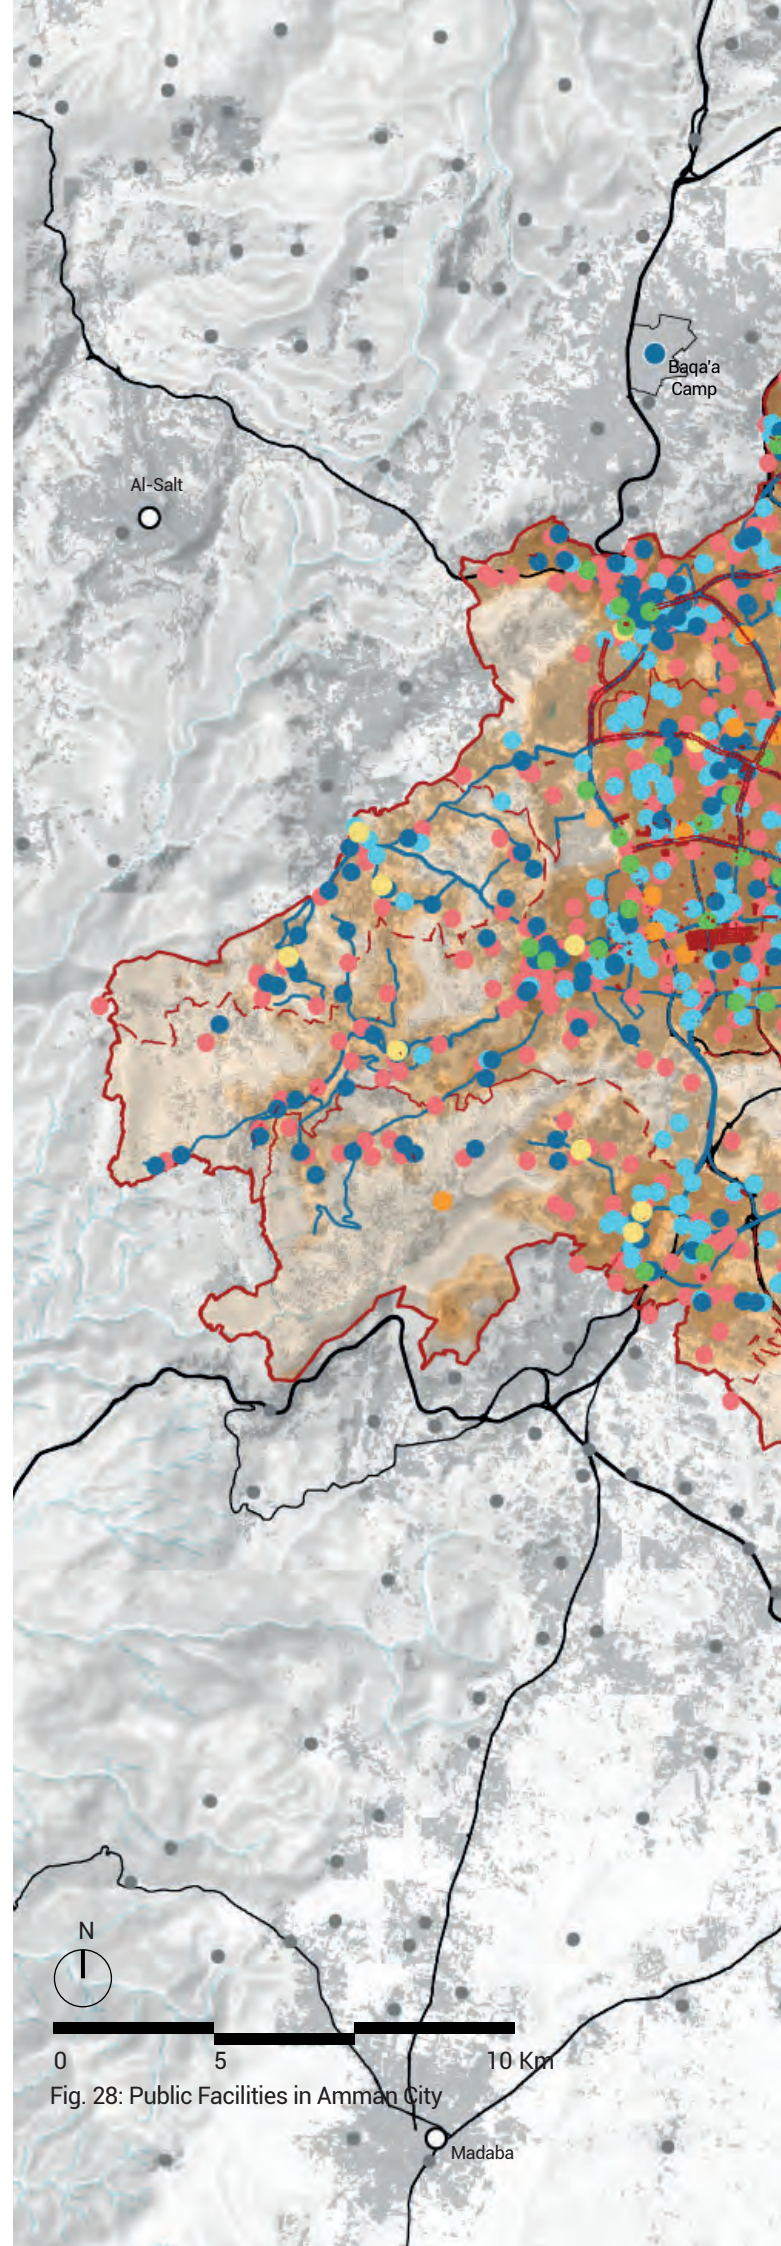 Baqa'a
Camp
Al-Salt
N
0 5 10 Km
Fig. 28: Public Facilities in Amman City
Madaba